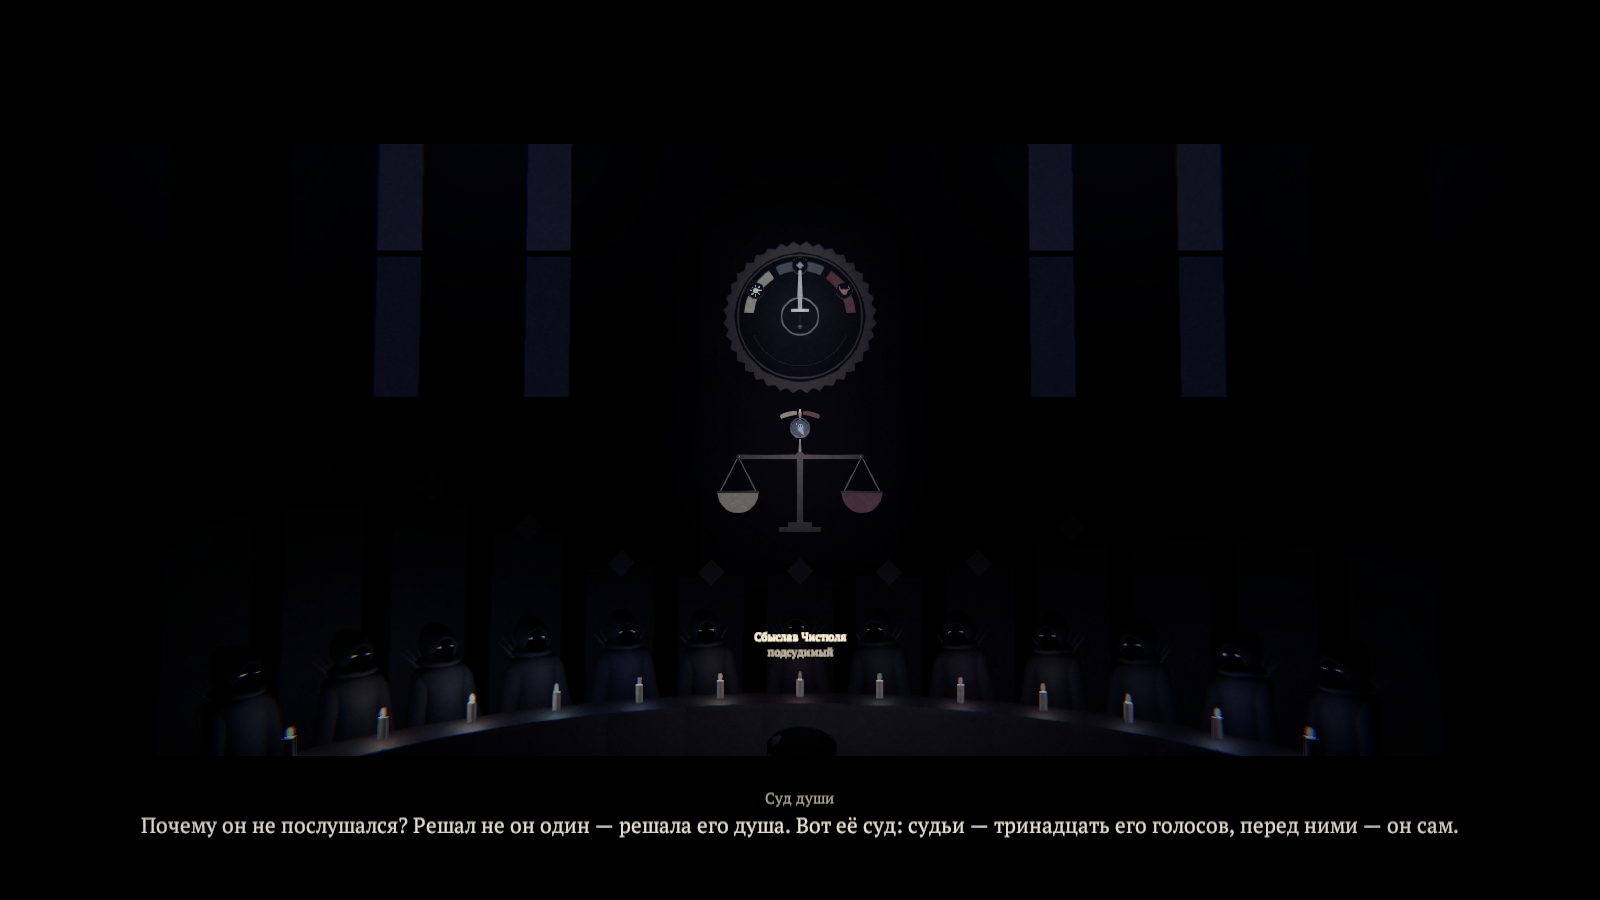 Сбыслав Чистюля
подсудимый
Суд души
Почему он не послушался? Решал не он один — решала его душа. Вот её суд: судьи — тринадцать его голосов, перед ними — он сам.